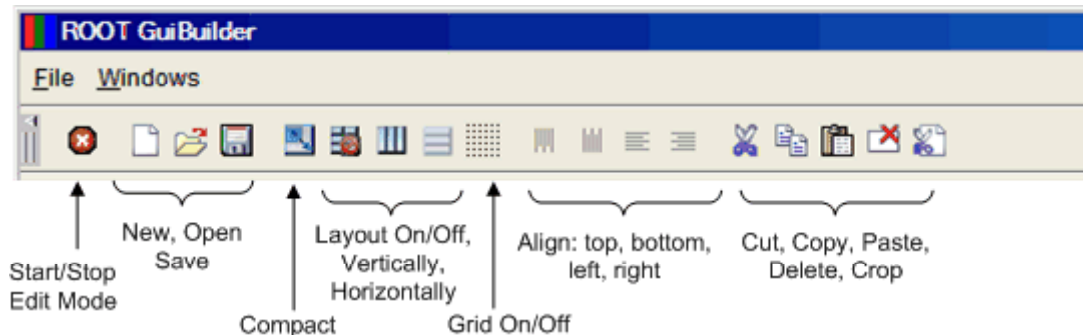 ROOT GuiBuilder
File Windows
New, Open
Save
Layout On/Off,
Vertically,
Horizontally
Align: top, bottom,
left, right
Cut, Copy, Paste,
Delete, Crop
Start/Stop
Edit Mode
Compact
Grid On/Off